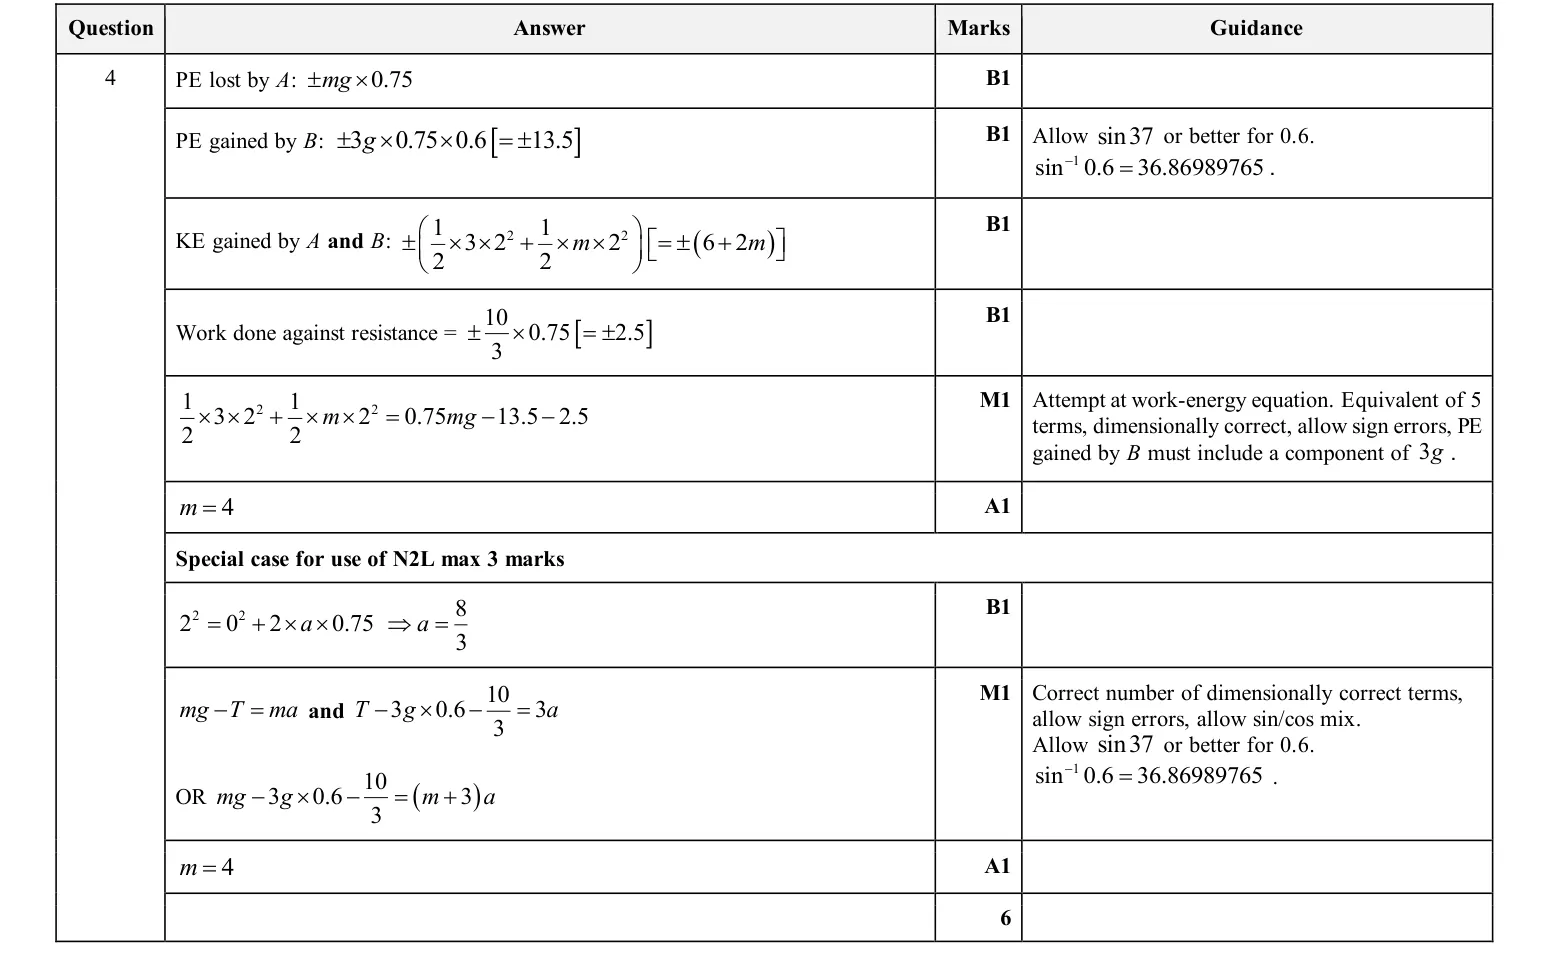 Question Answer Marks Guidance
4 PE lost by A: ±mg×0.75 B1
PE gained by B: ±3g×0.75×0.6[=±13.5] B1 Allow sin37 or better for 0.6.
sin⁻¹ 0.6 = 36.86989765 .
KE gained by A and B: ±(1/2×3×2²+1/2×m×2²)[=±(6+2m)] B1
Work done against resistance = ±10/3×0.75[=±2.5] B1
1/2×3×2²+1/2×m×2²=0.75mg−13.5−2.5 M1 Attempt at work-energy equation. Equivalent of 5
terms, dimensionally correct, allow sign errors, PE
gained by B must include a component of 3g .
m=4 A1
Special case for use of N2L max 3 marks
2²=0²+2×a×0.75 ⇒a=8/3 B1
mg−T=ma and T−3g×0.6−10/3=3a M1 Correct number of dimensionally correct terms,
allow sign errors, allow sin/cos mix.
Allow sin37 or better for 0.6.
sin⁻¹ 0.6 = 36.86989765 .
OR mg−3g×0.6−10/3=(m+3)a
m=4 A1
6